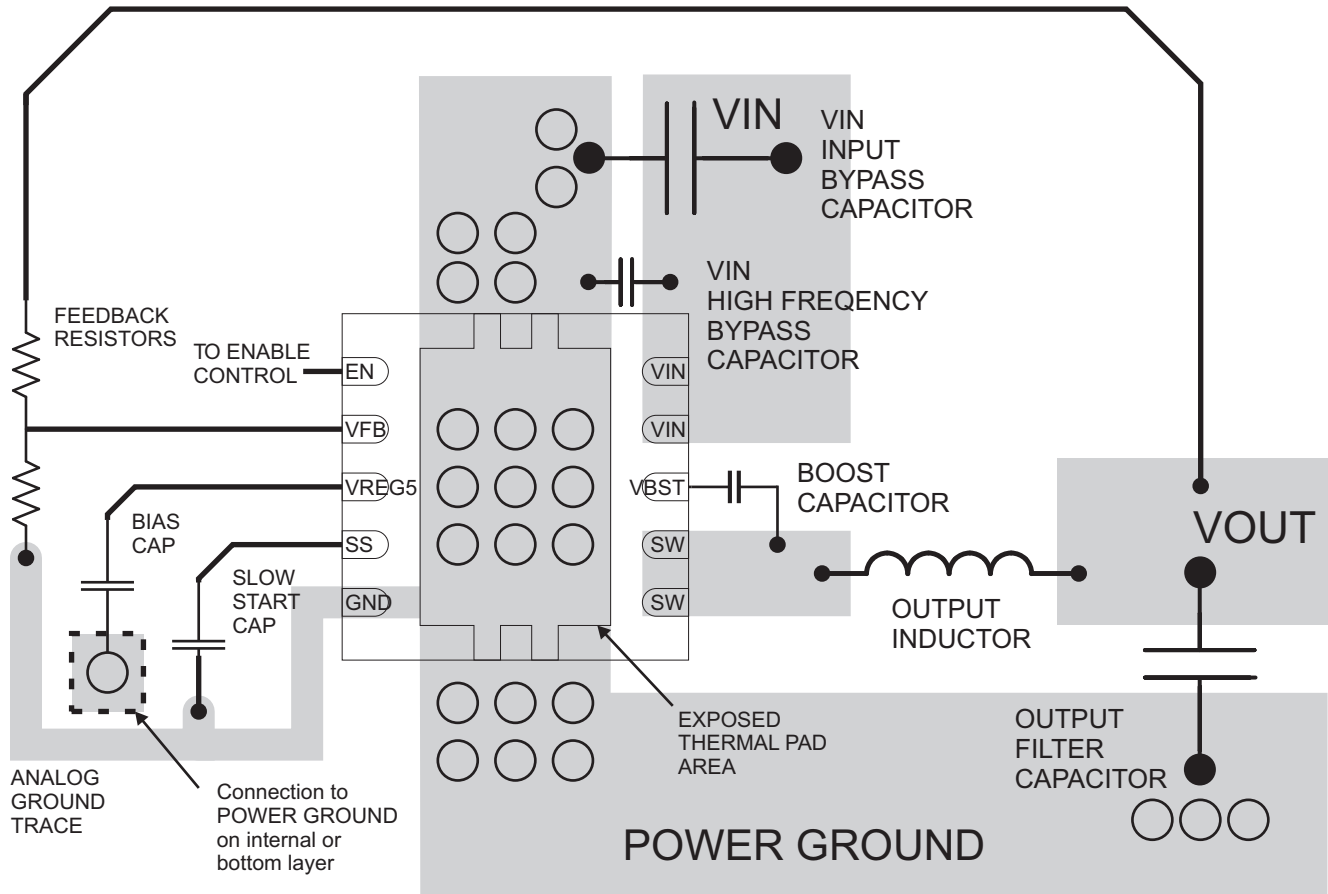 VIN
VIN
INPUT
BYPASS
CAPACITOR
VIN
HIGH FREQENCY
BYPASS
CAPACITOR
FEEDBACK
RESISTORS
TO ENABLE
CONTROL
EN
VFB
VREG5
SS
GND
VIN
VIN
VBST
SW
SW
BIAS
CAP
SLOW
START
CAP
BOOST
CAPACITOR
VOUT
OUTPUT
INDUCTOR
EXPOSED
THERMAL PAD
AREA
OUTPUT
FILTER
CAPACITOR
ANALOG
GROUND
TRACE
Connection to
POWER GROUND
on internal or
bottom layer
POWER GROUND